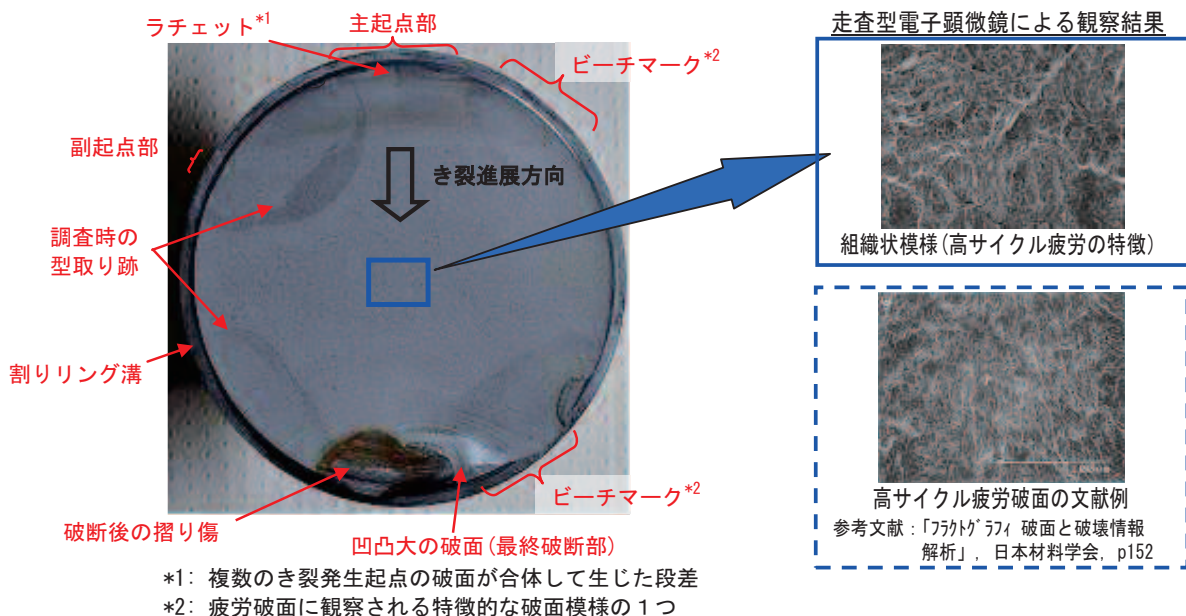 ラチェット*1
主起点部
ビーチマーク*2
副起点部
き裂進展方向
調査時の
型取り跡
割りリング溝
破断後の摺り傷
凹凸大の破面(最終破断部)
ビーチマーク*2
*1: 複数のき裂発生起点の破面が合体して生じた段差
*2: 疲労破面に観察される特徴的な破面模様の1つ
走査型電子顕微鏡による観察結果
組織状模様(高サイクル疲労の特徴)
高サイクル疲労破面の文献例
参考文献:「フラクトグラフィ 破面と破壊情報
解析」, 日本材料学会, p152